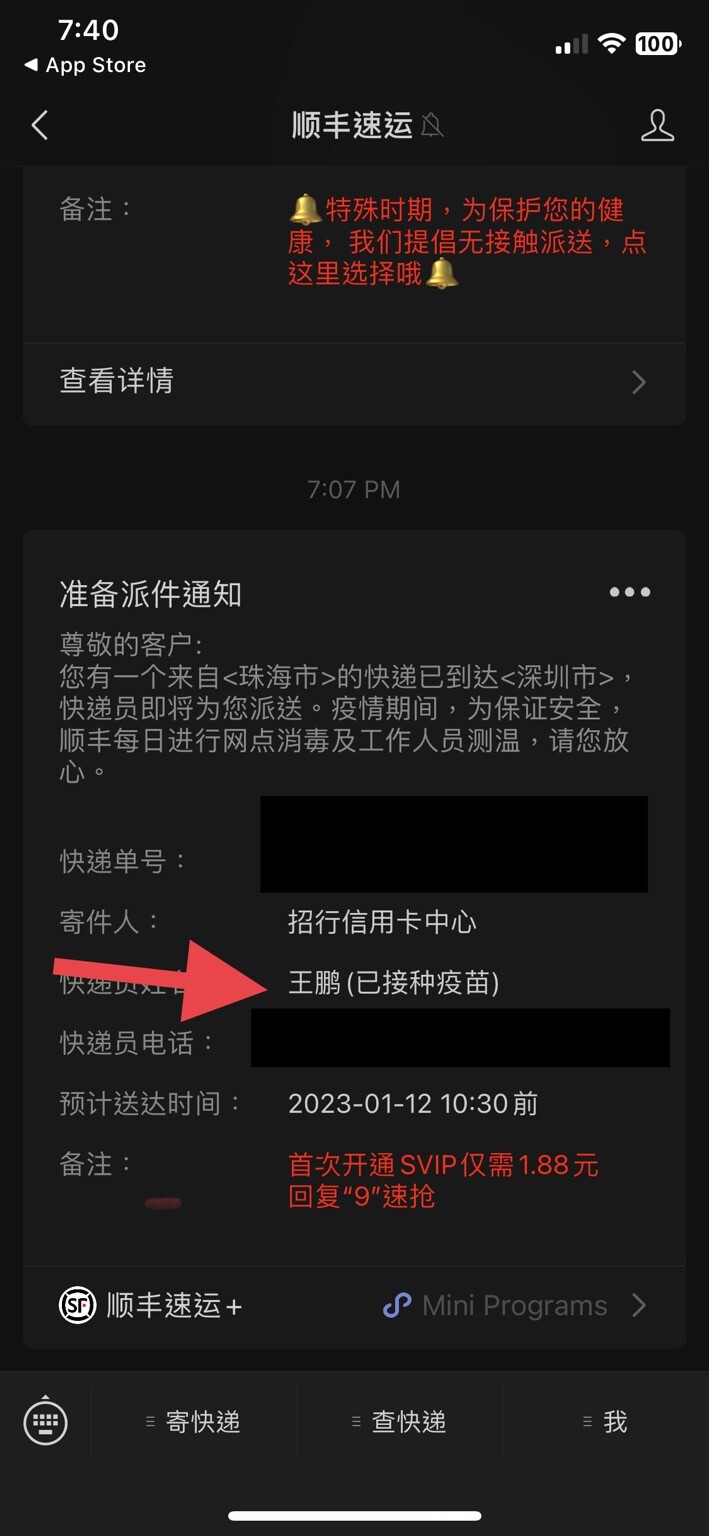 7:40
100
◀ App Store
顺丰速运
备注：
🔔特殊时期，为保护您的健
康， 我们提倡无接触派送，点
这里选择哦🔔
查看详情
7:07 PM
准备派件通知
尊敬的客户:
您有一个来自<珠海市>的快递已到达<深圳市>，
快递员即将为您派送。疫情期间，为保证安全，
顺丰每日进行网点消毒及工作人员测温，请您放
心。
快递单号：
寄件人： 招行信用卡中心
快递员姓名 王鹏(已接种疫苗)
快递员电话：
预计送达时间： 2023-01-12 10:30前
备注： 首次开通SVIP仅需1.88元
回复“9”速抢
SF 顺丰速运+ Mini Programs
寄快递 查快递 我